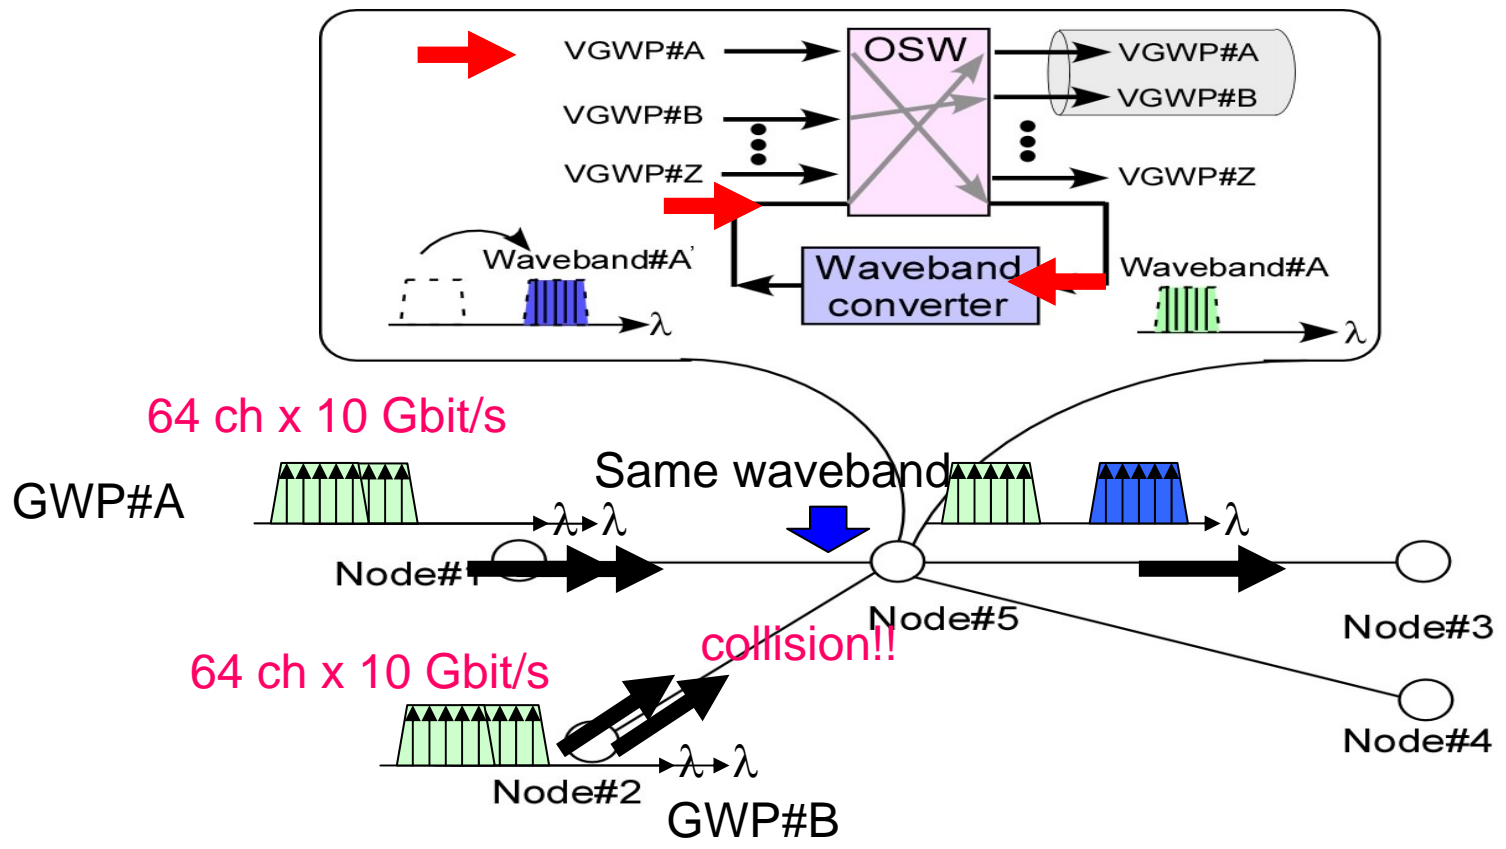 VGWP#A
OSW
VGWP#A
VGWP#B
VGWP#B
VGWP#Z
VGWP#Z
Waveband#A'
λ
Waveband
converter
Waveband#A
λ
64 ch x 10 Gbit/s
GWP#A
λ λ
Same waveband
λ
Node#1
Node#5
Node#3
collision!!
64 ch x 10 Gbit/s
Node#4
λ λ
Node#2
GWP#B